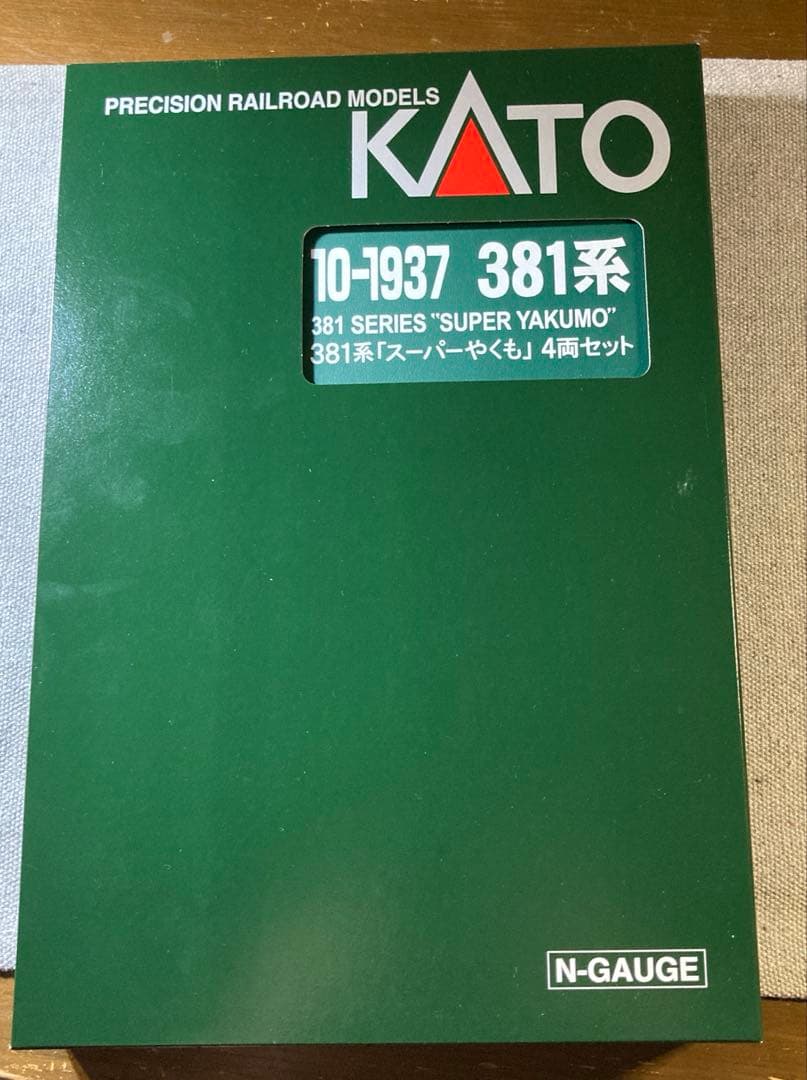 PRECISION RAILROAD MODELS
KATO
10-1937 381系
381 SERIES "SUPER YAKUMO"
381系「スーパーやくも」 4両セット
N-GAUGE